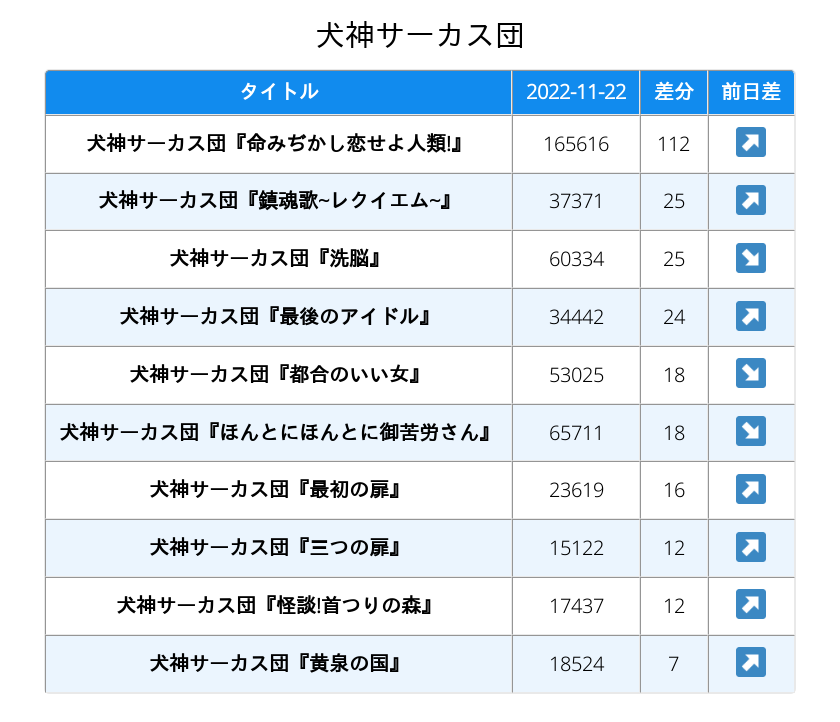 犬神サーカス団
タイトル 2022-11-22 差分 前日差
犬神サーカス団『命みぢかし恋せよ人類!』 165616 112 ↗
犬神サーカス団『鎮魂歌~レクイエム~』 37371 25 ↗
犬神サーカス団『洗脳』 60334 25 ↘
犬神サーカス団『最後のアイドル』 34442 24 ↗
犬神サーカス団『都合のいい女』 53025 18 ↘
犬神サーカス団『ほんとにほんとに御苦労さん』 65711 18 ↘
犬神サーカス団『最初の扉』 23619 16 ↗
犬神サーカス団『三つの扉』 15122 12 ↗
犬神サーカス団『怪談!首つりの森』 17437 12 ↗
犬神サーカス団『黄泉の国』 18524 7 ↗